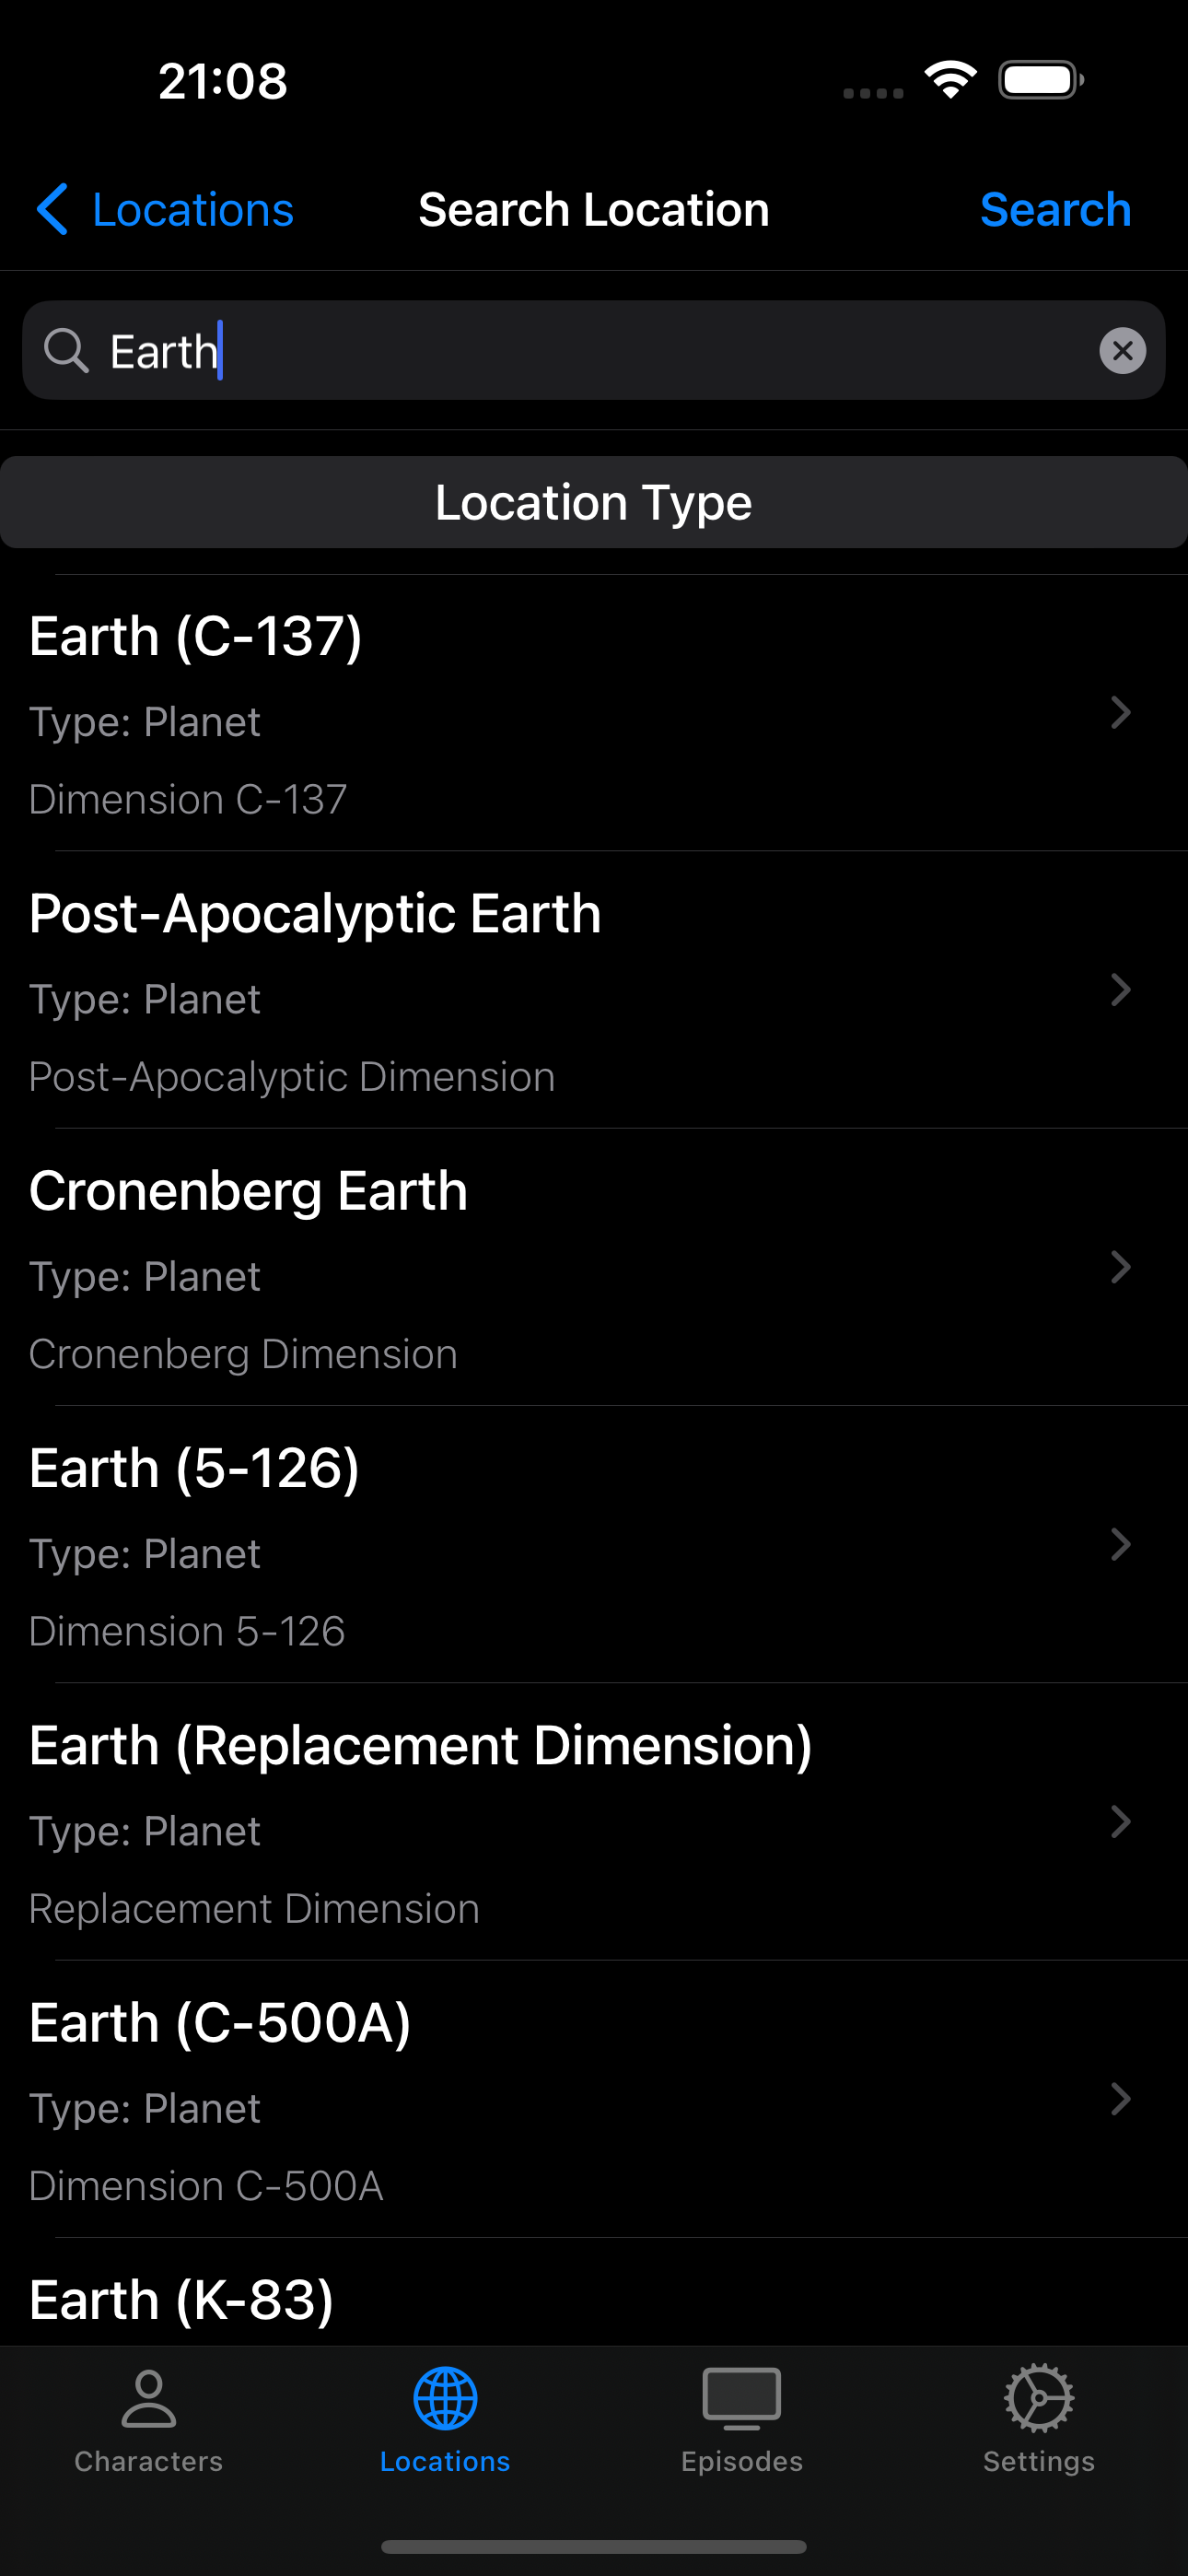 21:08
Locations
Search Location
Search
Earth
Location Type
Earth (C-137)
Type: Planet
Dimension C-137
Post-Apocalyptic Earth
Type: Planet
Post-Apocalyptic Dimension
Cronenberg Earth
Type: Planet
Cronenberg Dimension
Earth (5-126)
Type: Planet
Dimension 5-126
Earth (Replacement Dimension)
Type: Planet
Replacement Dimension
Earth (C-500A)
Type: Planet
Dimension C-500A
Earth (K-83)
Characters
Locations
Episodes
Settings